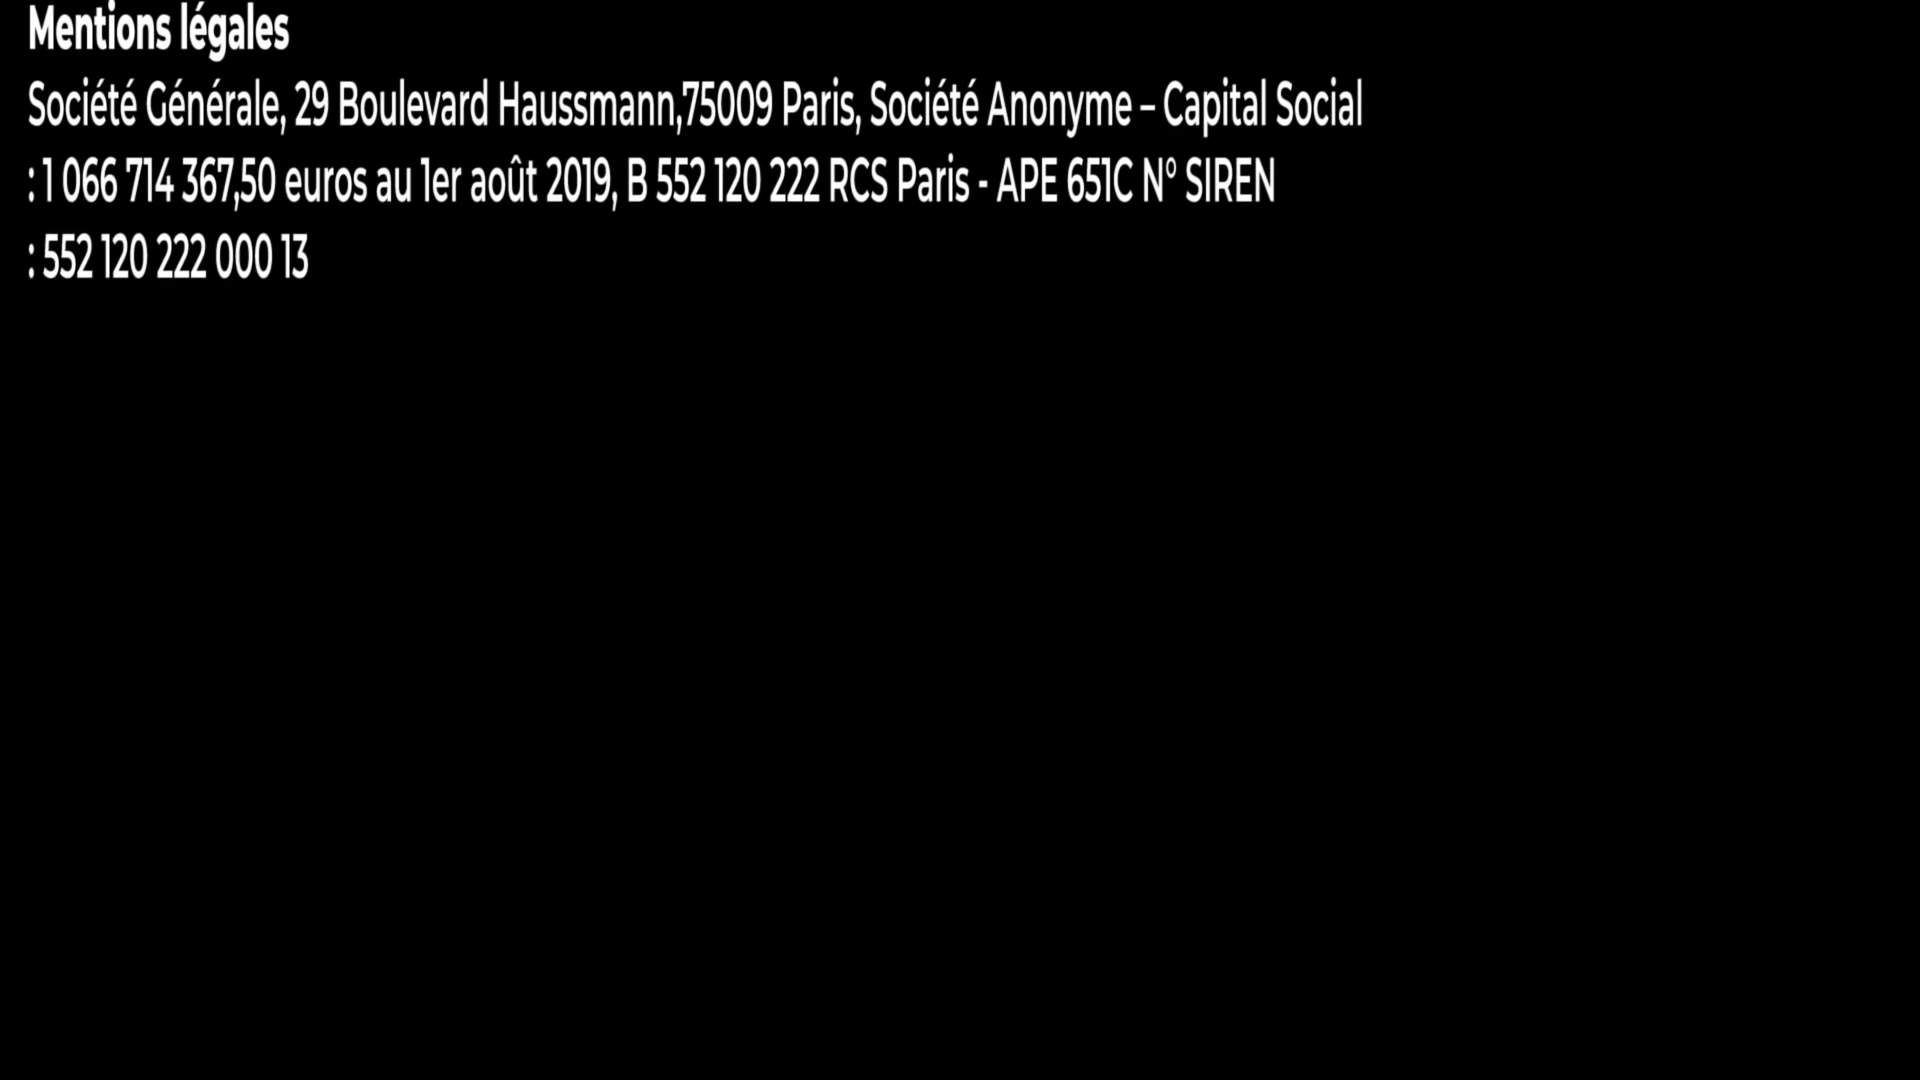 Mentions légales
Société Générale, 29 Boulevard Haussmann,75009 Paris, Société Anonyme – Capital Social
: 1 066 714 367,50 euros au 1er août 2019, B 552 120 222 RCS Paris - APE 651C N° SIREN
: 552 120 222 000 13